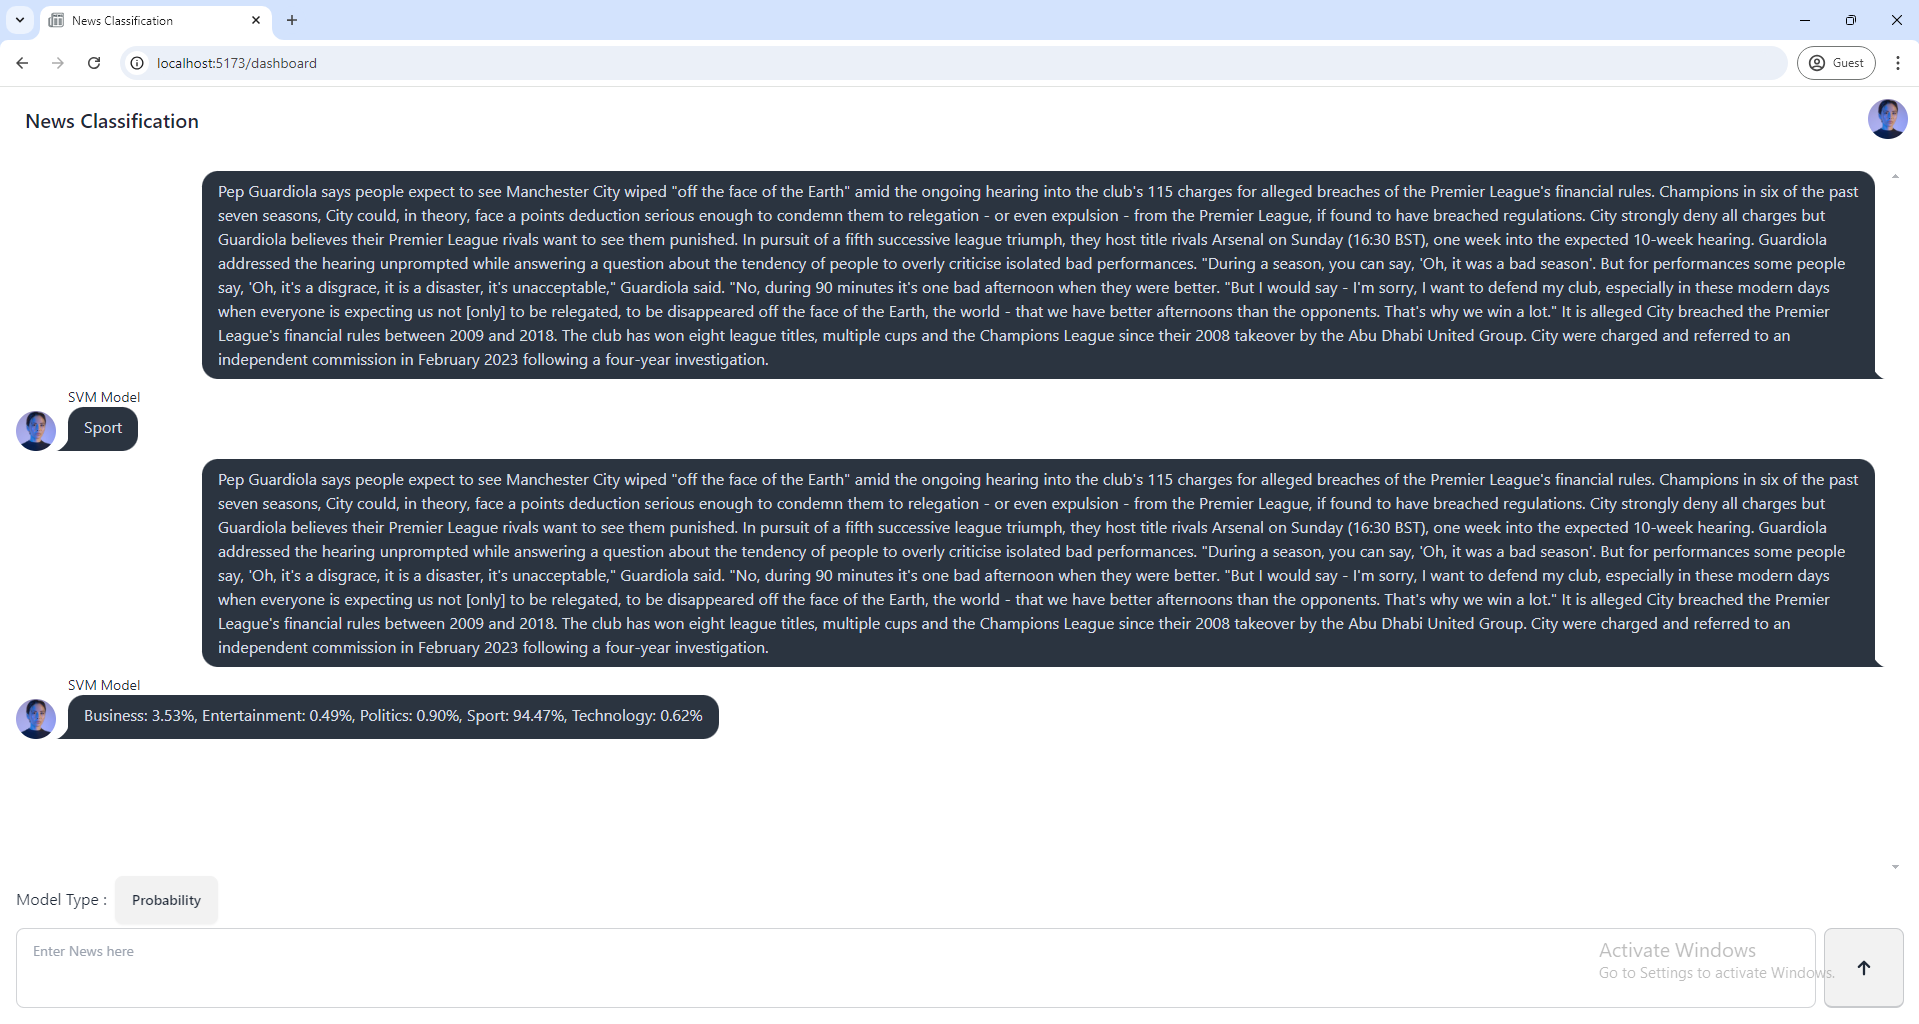 News Classification
localhost:5173/dashboard
Guest
News Classification
Pep Guardiola says people expect to see Manchester City wiped "off the face of the Earth" amid the ongoing hearing into the club's 115 charges for alleged breaches of the Premier League's financial rules. Champions in six of the past
seven seasons, City could, in theory, face a points deduction serious enough to condemn them to relegation - or even expulsion - from the Premier League, if found to have breached regulations. City strongly deny all charges but
Guardiola believes their Premier League rivals want to see them punished. In pursuit of a fifth successive league triumph, they host title rivals Arsenal on Sunday (16:30 BST), one week into the expected 10-week hearing. Guardiola
addressed the hearing unprompted while answering a question about the tendency of people to overly criticise isolated bad performances. "During a season, you can say, 'Oh, it was a bad season'. But for performances some people
say, 'Oh, it's a disgrace, it is a disaster, it's unacceptable," Guardiola said. "No, during 90 minutes it's one bad afternoon when they were better. "But I would say - I'm sorry, I want to defend my club, especially in these modern days
when everyone is expecting us not [only] to be relegated, to be disappeared off the face of the Earth, the world - that we have better afternoons than the opponents. That's why we win a lot." It is alleged City breached the Premier
League's financial rules between 2009 and 2018. The club has won eight league titles, multiple cups and the Champions League since their 2008 takeover by the Abu Dhabi United Group. City were charged and referred to an
independent commission in February 2023 following a four-year investigation.
SVM Model
Sport
Pep Guardiola says people expect to see Manchester City wiped "off the face of the Earth" amid the ongoing hearing into the club's 115 charges for alleged breaches of the Premier League's financial rules. Champions in six of the past
seven seasons, City could, in theory, face a points deduction serious enough to condemn them to relegation - or even expulsion - from the Premier League, if found to have breached regulations. City strongly deny all charges but
Guardiola believes their Premier League rivals want to see them punished. In pursuit of a fifth successive league triumph, they host title rivals Arsenal on Sunday (16:30 BST), one week into the expected 10-week hearing. Guardiola
addressed the hearing unprompted while answering a question about the tendency of people to overly criticise isolated bad performances. "During a season, you can say, 'Oh, it was a bad season'. But for performances some people
say, 'Oh, it's a disgrace, it is a disaster, it's unacceptable," Guardiola said. "No, during 90 minutes it's one bad afternoon when they were better. "But I would say - I'm sorry, I want to defend my club, especially in these modern days
when everyone is expecting us not [only] to be relegated, to be disappeared off the face of the Earth, the world - that we have better afternoons than the opponents. That's why we win a lot." It is alleged City breached the Premier
League's financial rules between 2009 and 2018. The club has won eight league titles, multiple cups and the Champions League since their 2008 takeover by the Abu Dhabi United Group. City were charged and referred to an
independent commission in February 2023 following a four-year investigation.
SVM Model
Business: 3.53%, Entertainment: 0.49%, Politics: 0.90%, Sport: 94.47%, Technology: 0.62%
Model Type :
Probability
Enter News here
Activate Windows
Go to Settings to activate Windows.